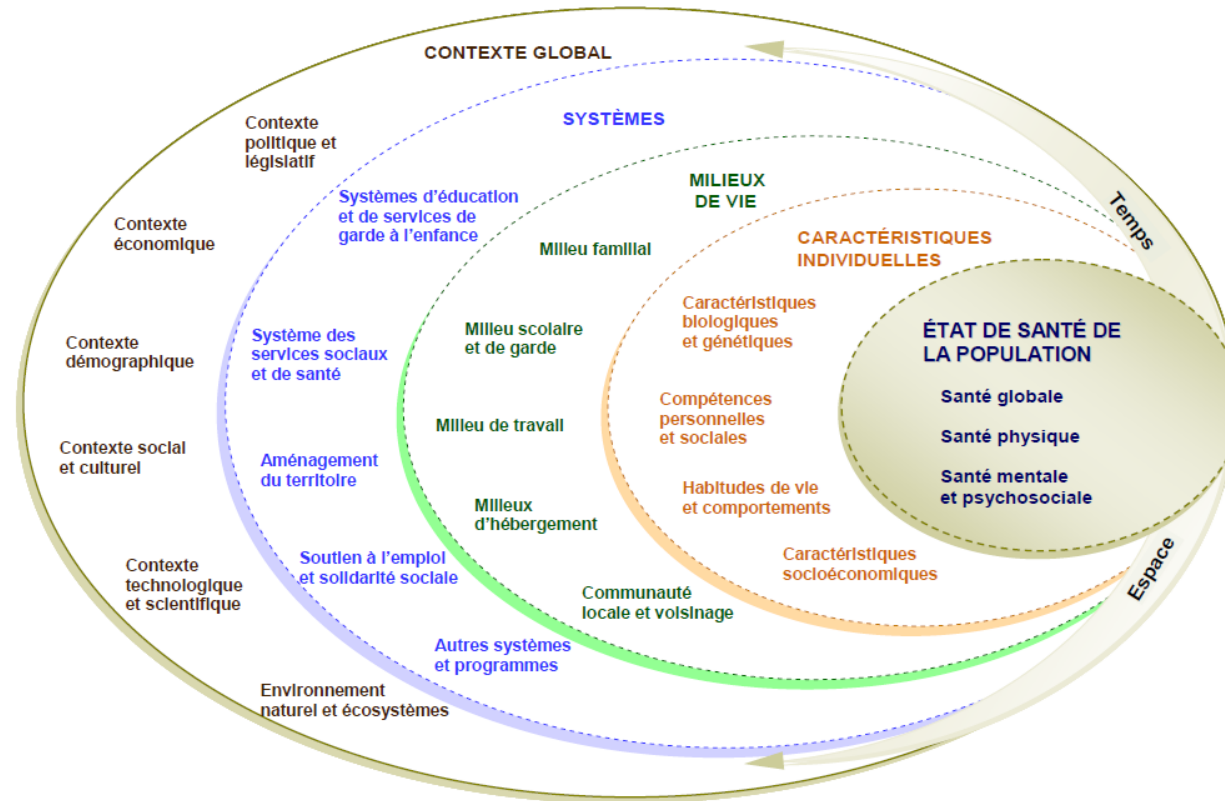 CONTEXTE GLOBAL
Contexte
politique et
législatif
Contexte
économique
Contexte
démographique
Contexte social
et culturel
Contexte
technologique
et scientifique
Environnement
naturel et écosystèmes
SYSTÈMES
Systèmes d'éducation
et de services de
garde à l'enfance
Système des
services sociaux
et de santé
Aménagement
du territoire
Soutien à l'emploi
et solidarité sociale
Autres systèmes
et programmes
MILIEUX
DE VIE
Milieu familial
Milieu scolaire
et de garde
Milieu de travail
Milieux
d'hébergement
Communauté
locale et voisinage
CARACTÉRISTIQUES
INDIVIDUELLES
Caractéristiques
biologiques
et génétiques
Compétences
personnelles
et sociales
Habitudes de vie
et comportements
Caractéristiques
socioéconomiques
ÉTAT DE SANTÉ DE
LA POPULATION
Santé globale
Santé physique
Santé mentale
et psychosociale
Temps
Espace